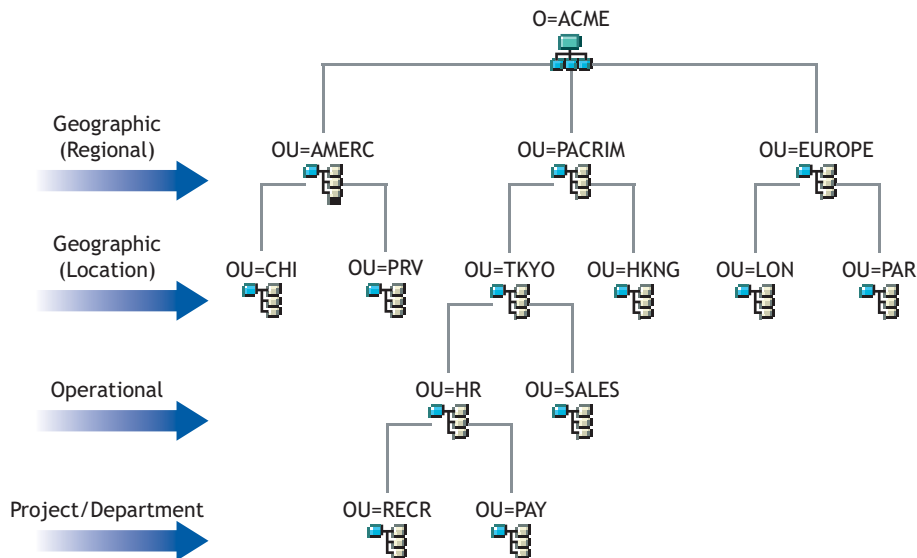 O=ACME
Geographic
(Regional)
OU=AMERC
OU=PACRIM
OU=EUROPE
Geographic
(Location)
OU=CHI
OU=PRV
OU=TKYO
OU=HKNG
OU=LON
OU=PAR
Operational
OU=HR
OU=SALES
Project/Department
OU=RECR
OU=PAY